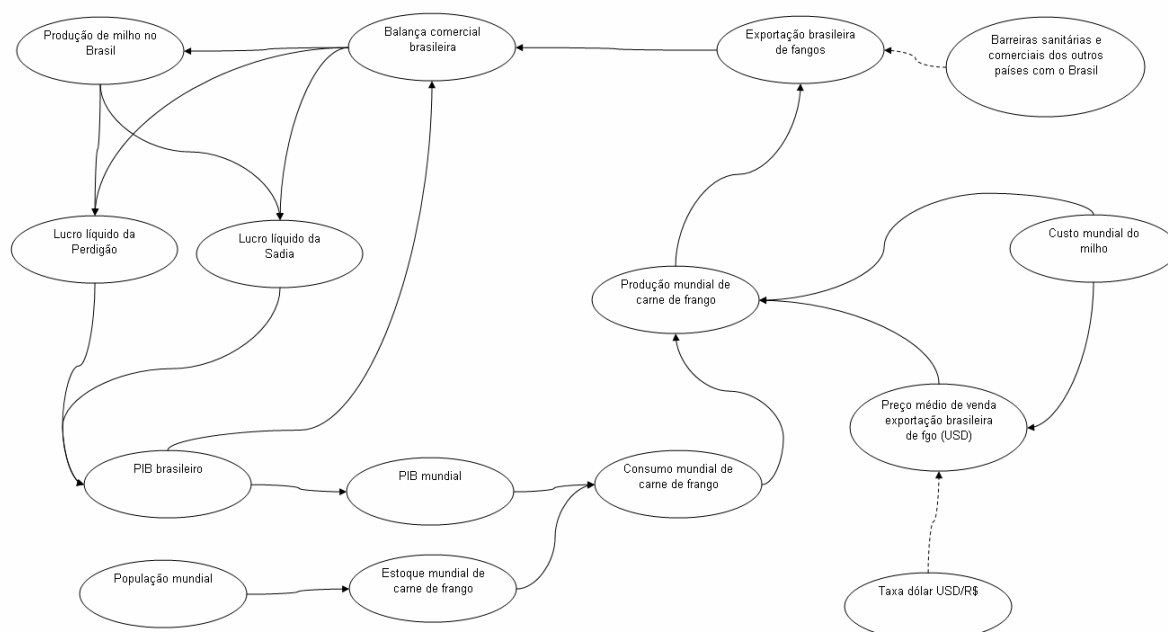 Produção de milho no
Brasil
Balança comercial
brasileira
Exportação brasileira
de fangos
Barreiras sanitárias e
comerciais dos outros
países com o Brasil
Lucro líquido da
Perdigão
Lucro líquido da
Sadia
Custo mundial do
milho
Produção mundial de
carne de frango
Preço médio de venda
exportação brasileira
de fgo (USD)
PIB brasileiro
PIB mundial
Consumo mundial de
carne de frango
População mundial
Estoque mundial de
carne de frango
Taxa dólar USD/R$